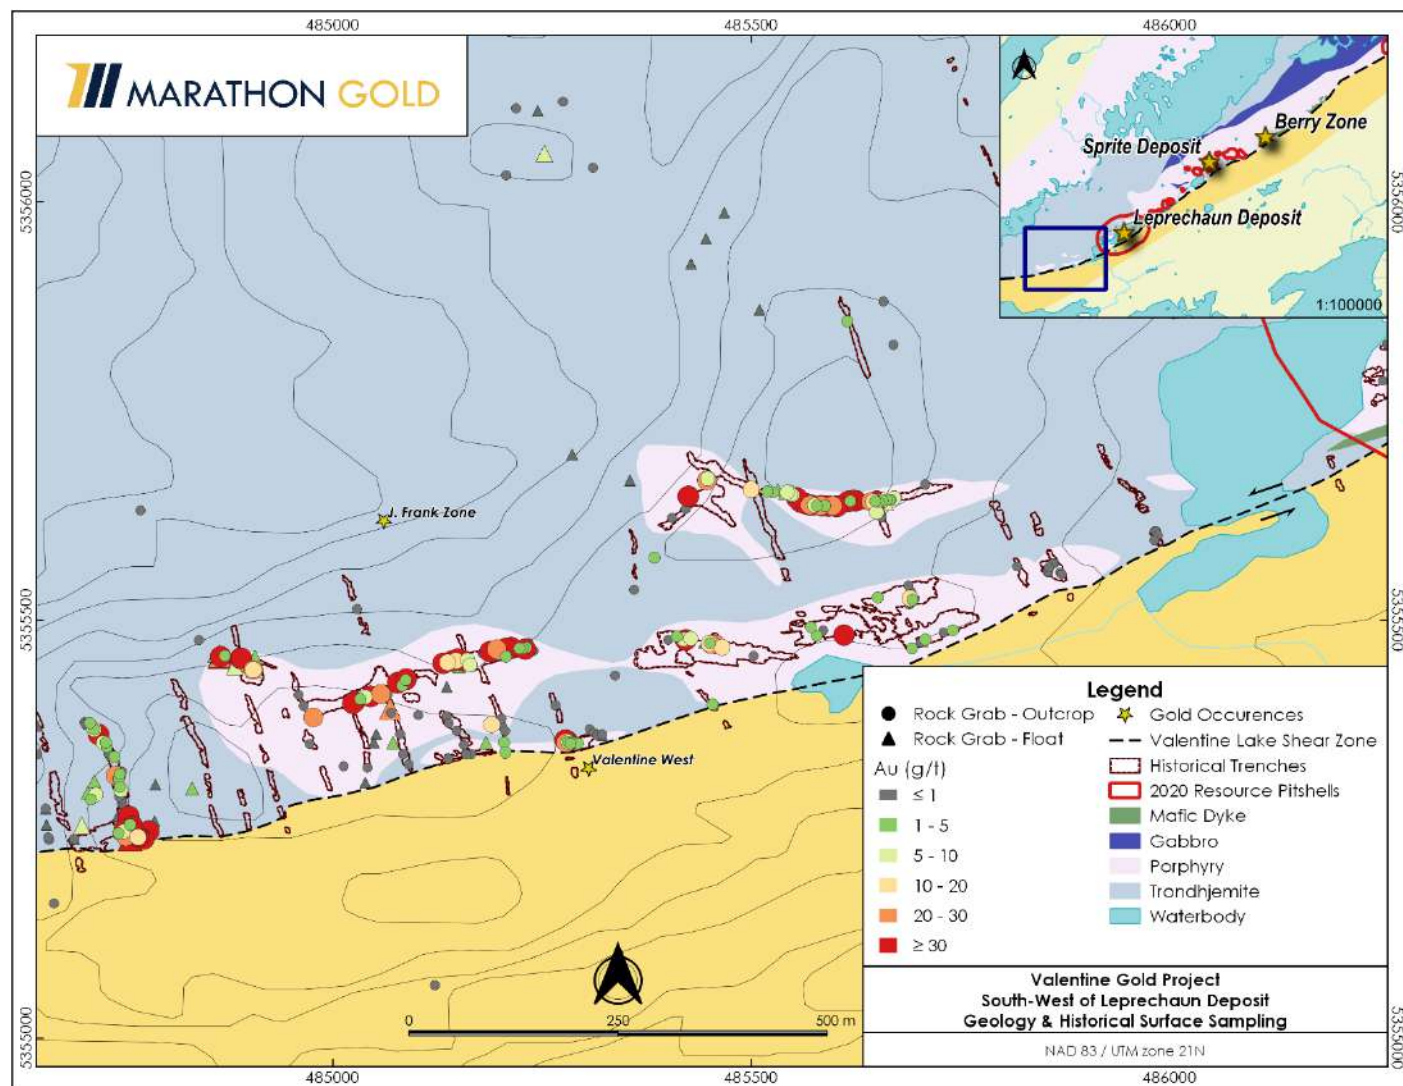 485000
485500
486000
MARATHON GOLD
Berry Zone
Sprite Deposit
Leprechaun Deposit
1:100000
5356000
5356000
J. Frank Zone
5355500
5355500
Valentine West
Legend
Rock Grab - Outcrop
Rock Grab - Float
Au (g/t)
≤ 1
1 - 5
5 - 10
10 - 20
20 - 30
≥ 30
Gold Occurences
Valentine Lake Shear Zone
Historical Trenches
2020 Resource Pitshells
Mafic Dyke
Gabbro
Porphyry
Trondhjemite
Waterbody
0
250
500 m
Valentine Gold Project
South-West of Leprechaun Deposit
Geology & Historical Surface Sampling
NAD 83 / UTM zone 21N
5355000
5355000
485000
485500
486000